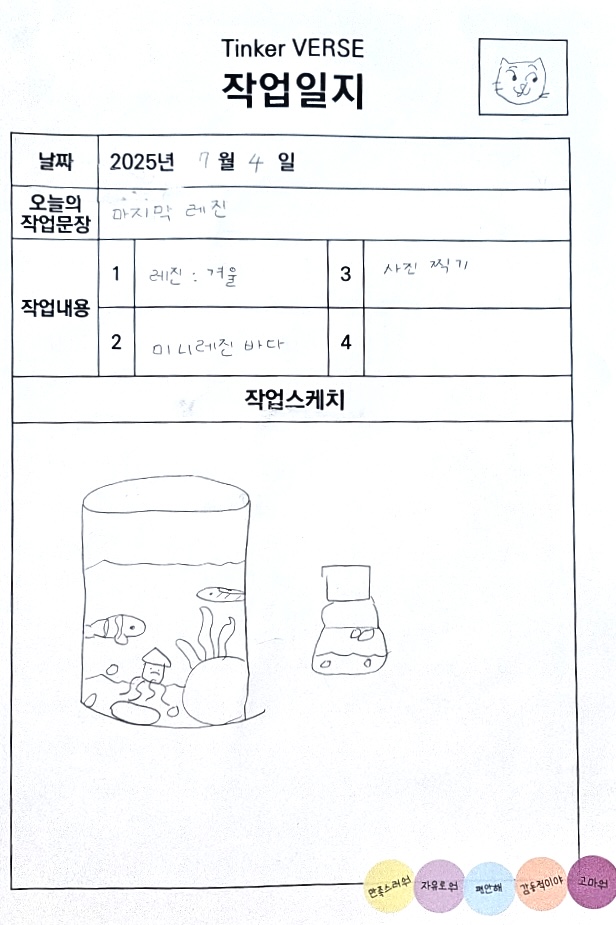 Tinker VERSE
작업일지
날짜
2025년 7월 4일
오늘의
작업문장
마지막 레진
작업내용
1 레진 : 겨울
3 사진 찍기
2 미니레진 바다
4
작업스케치
만족스러워 자유로워 편안해 감동적이야 고마워